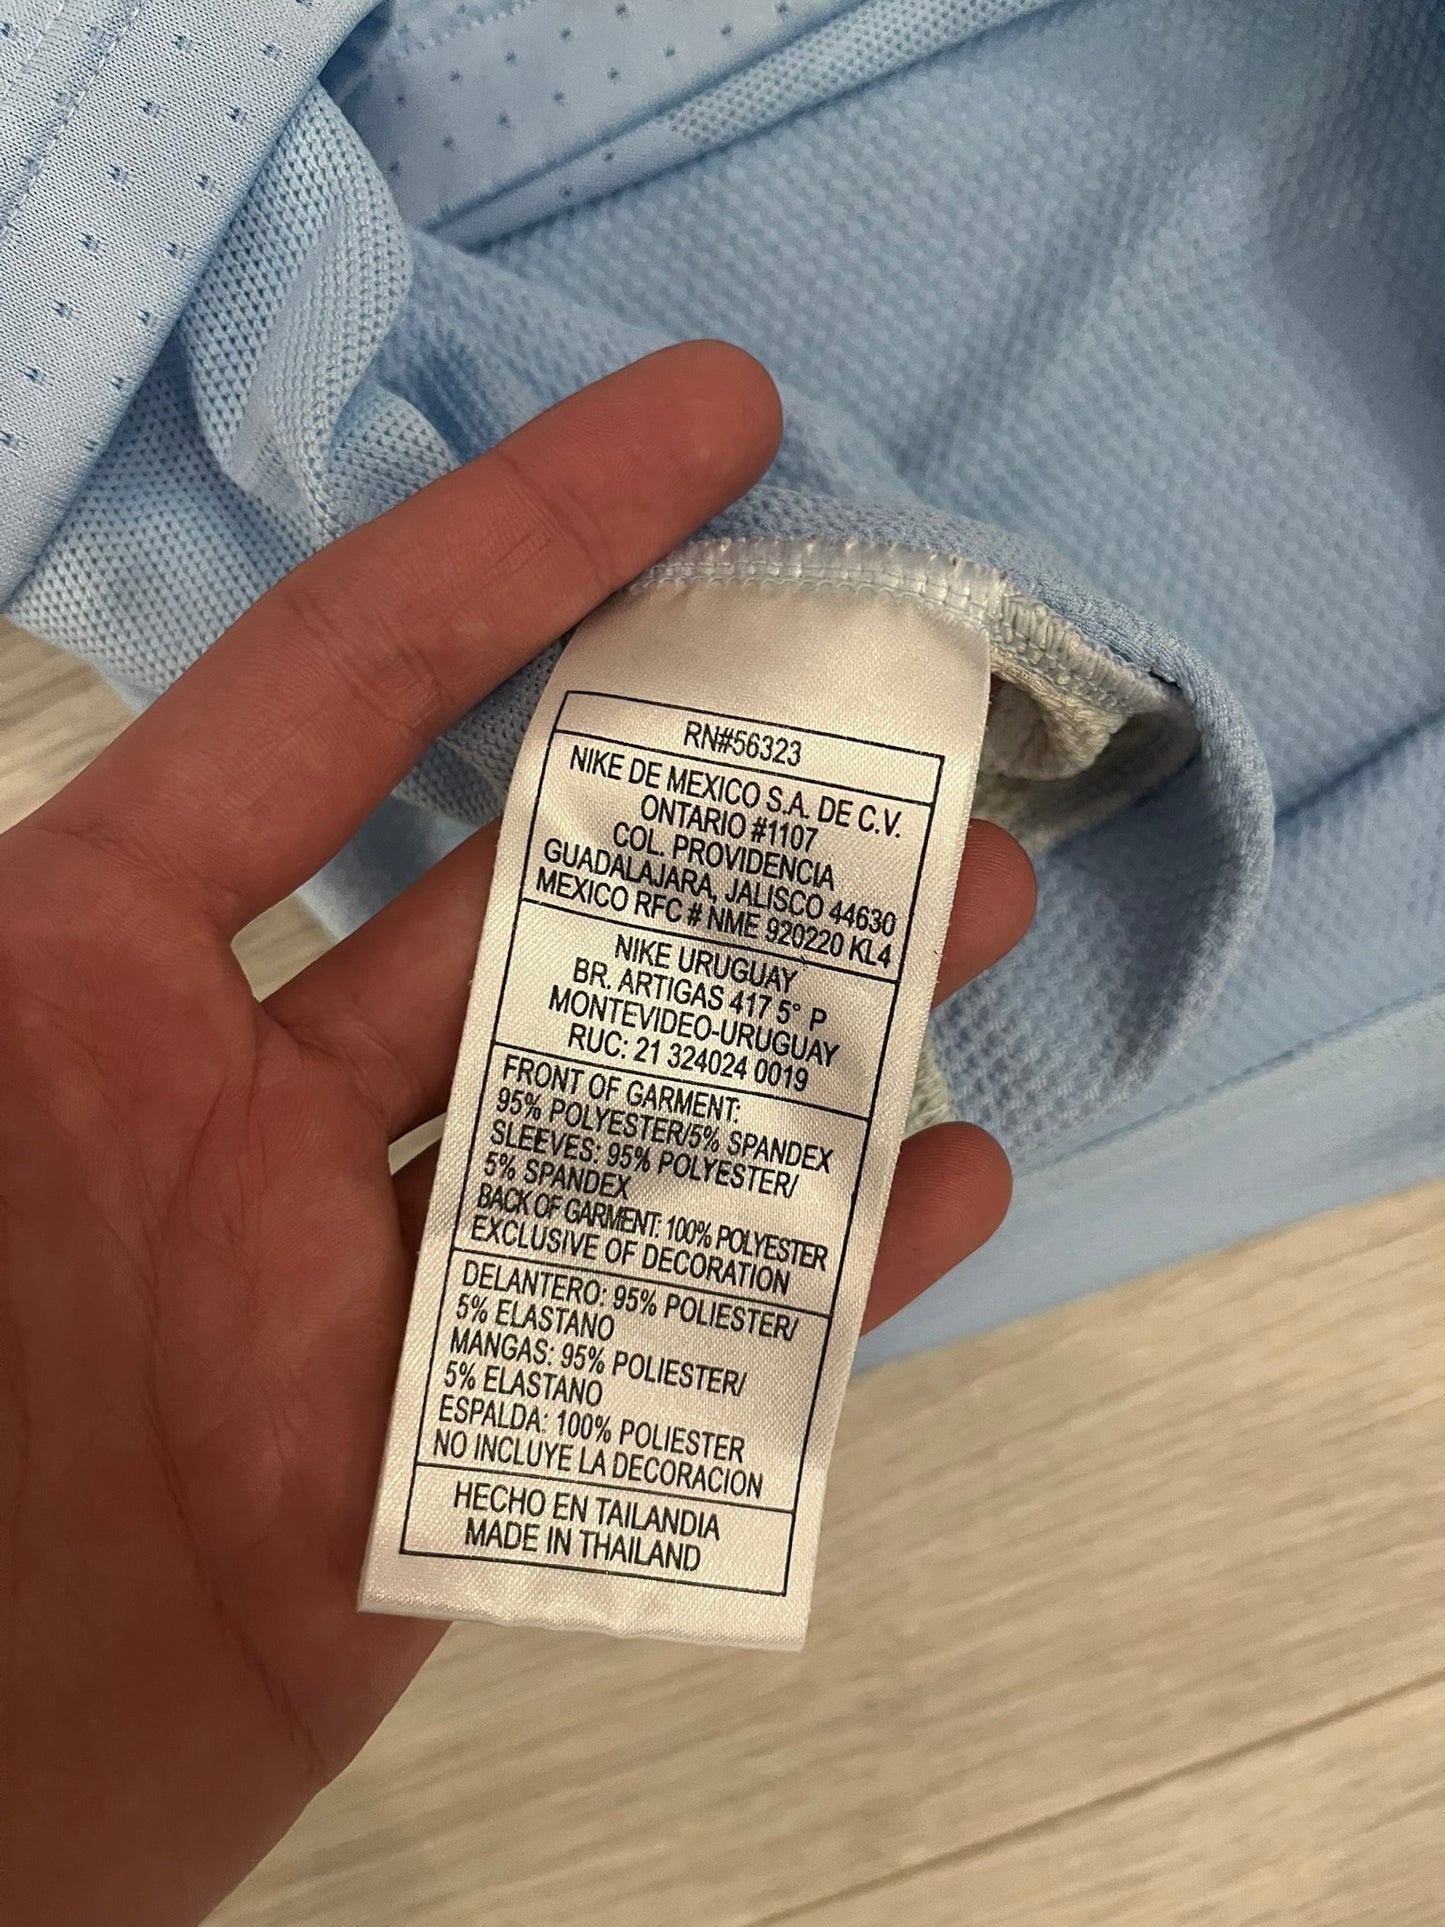 RN#56323
NIKE DE MEXICO S.A. DE C.V.
ONTARIO #1107
COL. PROVIDENCIA
GUADALAJARA, JALISCO 44630
MEXICO RFC # NME 920220 KL4
NIKE URUGUAY
BR. ARTIGAS 417 5° P
MONTEVIDEO-URUGUAY
RUC: 21 324024 0019
FRONT OF GARMENT:
95% POLYESTER/5% SPANDEX
SLEEVES: 95% POLYESTER/
5% SPANDEX
BACK OF GARMENT: 100% POLYESTER
EXCLUSIVE OF DECORATION
DELANTERO: 95% POLIESTER/
5% ELASTANO
MANGAS: 95% POLIESTER/
5% ELASTANO
ESPALDA: 100% POLIESTER
NO INCLUYE LA DECORACION
HECHO EN TAILANDIA
MADE IN THAILAND